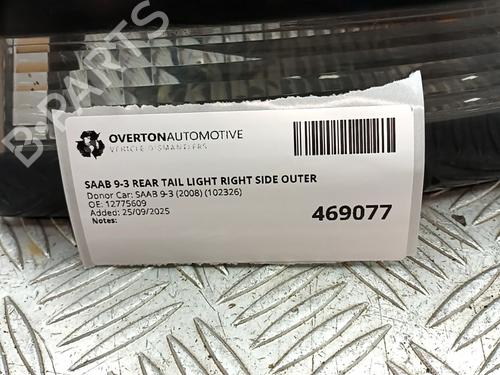 B-PARTS
OVERTONAUTOMOTIVE
VEHICLE DISMANTLERS
SAAB 9-3 REAR TAIL LIGHT RIGHT SIDE OUTER
Donor Car: SAAB 9-3 (2008) (102326)
OE: 12775609
Added: 25/09/2025
Notes:
469077